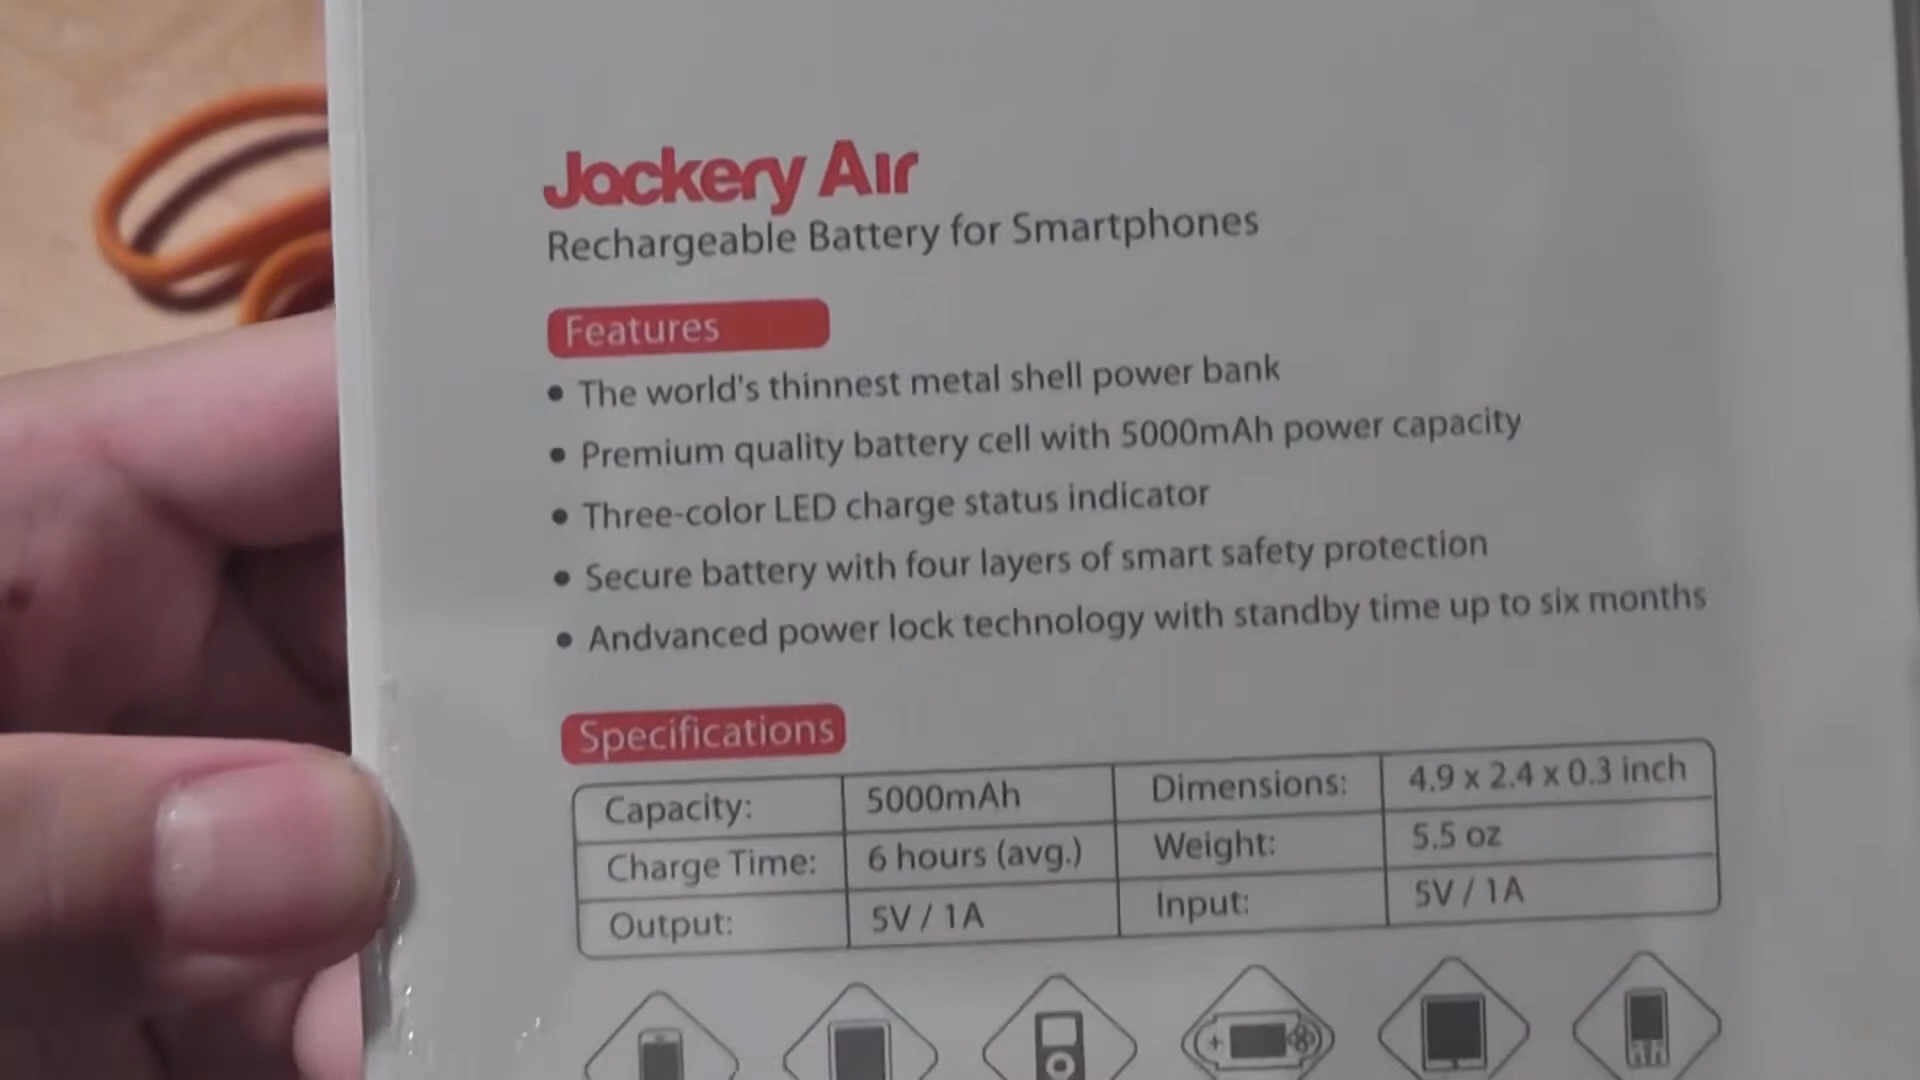 Jackery Air
Rechargeable Battery for Smartphones
Features
• The world's thinnest metal shell power bank
• Premium quality battery cell with 5000mAh power capacity
• Three-color LED charge status indicator
• Secure battery with four layers of smart safety protection
• Andvanced power lock technology with standby time up to six months
Specifications
Capacity: 5000mAh Dimensions: 4.9 x 2.4 x 0.3 inch
Charge Time: 6 hours (avg.) Weight: 5.5 oz
Output: 5V / 1A Input: 5V / 1A